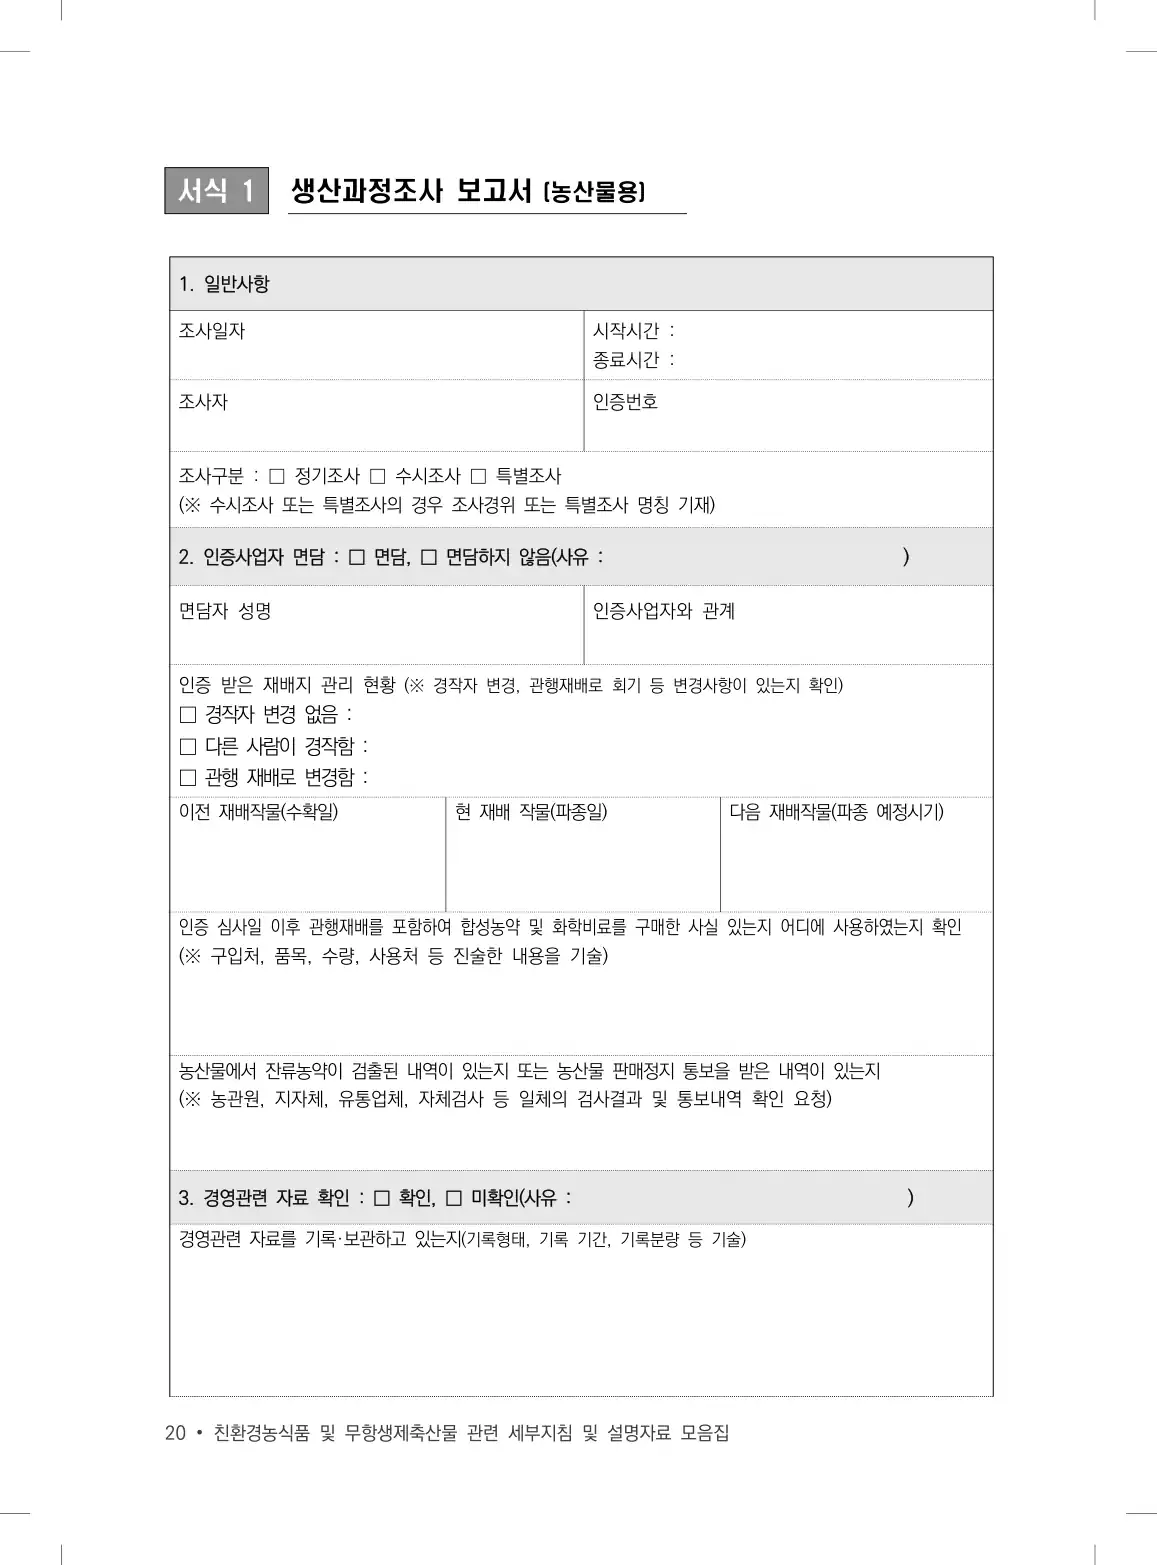 서식 1 생산과정조사 보고서 (농산물용)
1. 일반사항
조사일자
시작시간 :
종료시간 :
조사자
인증번호
조사구분 : □ 정기조사 □ 수시조사 □ 특별조사
(※ 수시조사 또는 특별조사의 경우 조사경위 또는 특별조사 명칭 기재)
2. 인증사업자 면담 : □ 면담, □ 면담하지 않음(사유 : )
면담자 성명
인증사업자와 관계
인증 받은 재배지 관리 현황 (※ 경작자 변경, 관행재배로 회기 등 변경사항이 있는지 확인)
□ 경작자 변경 없음 :
□ 다른 사람이 경작함 :
□ 관행 재배로 변경함 :
이전 재배작물(수확일)
현 재배 작물(파종일)
다음 재배작물(파종 예정시기)
인증 심사일 이후 관행재배를 포함하여 합성농약 및 화학비료를 구매한 사실 있는지 어디에 사용하였는지 확인
(※ 구입처, 품목, 수량, 사용처 등 진술한 내용을 기술)
농산물에서 잔류농약이 검출된 내역이 있는지 또는 농산물 판매정지 통보을 받은 내역이 있는지
(※ 농관원, 지자체, 유통업체, 자체검사 등 일체의 검사결과 및 통보내역 확인 요청)
3. 경영관련 자료 확인 : □ 확인, □ 미확인(사유 : )
경영관련 자료를 기록·보관하고 있는지(기록형태, 기록 기간, 기록분량 등 기술)
20 • 친환경농식품 및 무항생제축산물 관련 세부지침 및 설명자료 모음집